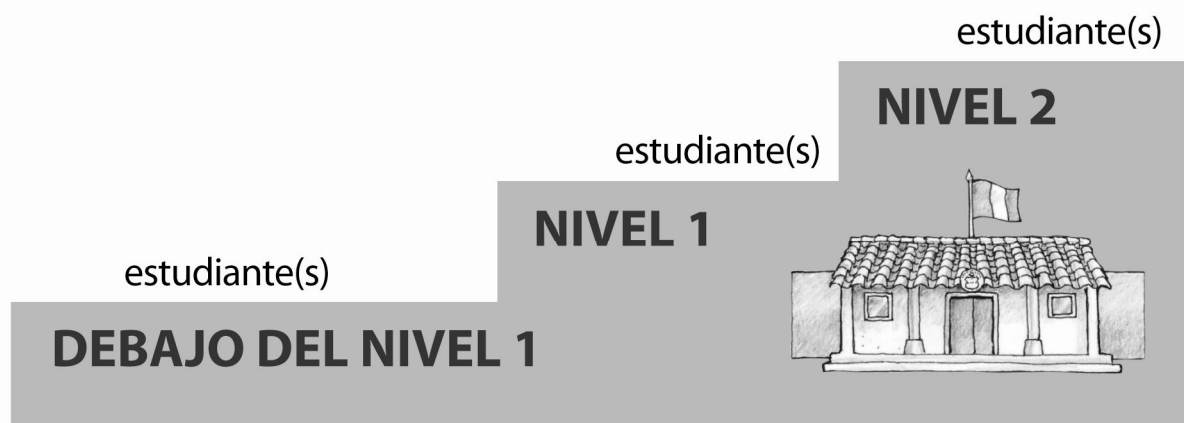 estudiante(s)
NIVEL 2
estudiante(s)
NIVEL 1
estudiante(s)
DEBAJO DEL NIVEL 1